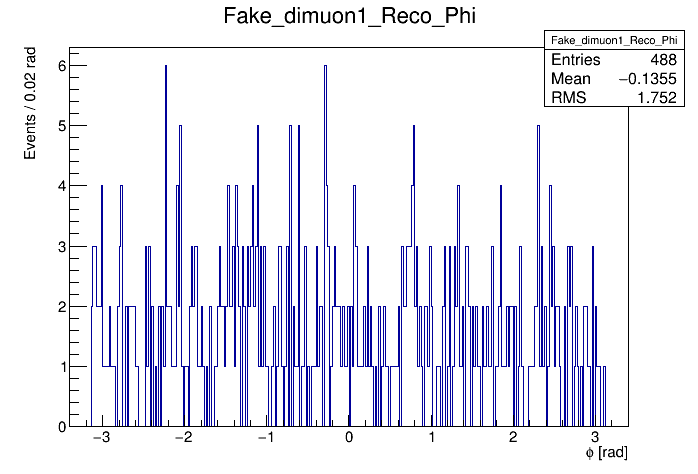 Fake_dimuon1_Reco_Phi
Fake_dimuon1_Reco_Phi
Entries 488
Mean −0.1355
RMS 1.752
Events / 0.02 rad
6
5
4
3
2
1
0
−3 −2 −1 0 1 2 3
ϕ [rad]